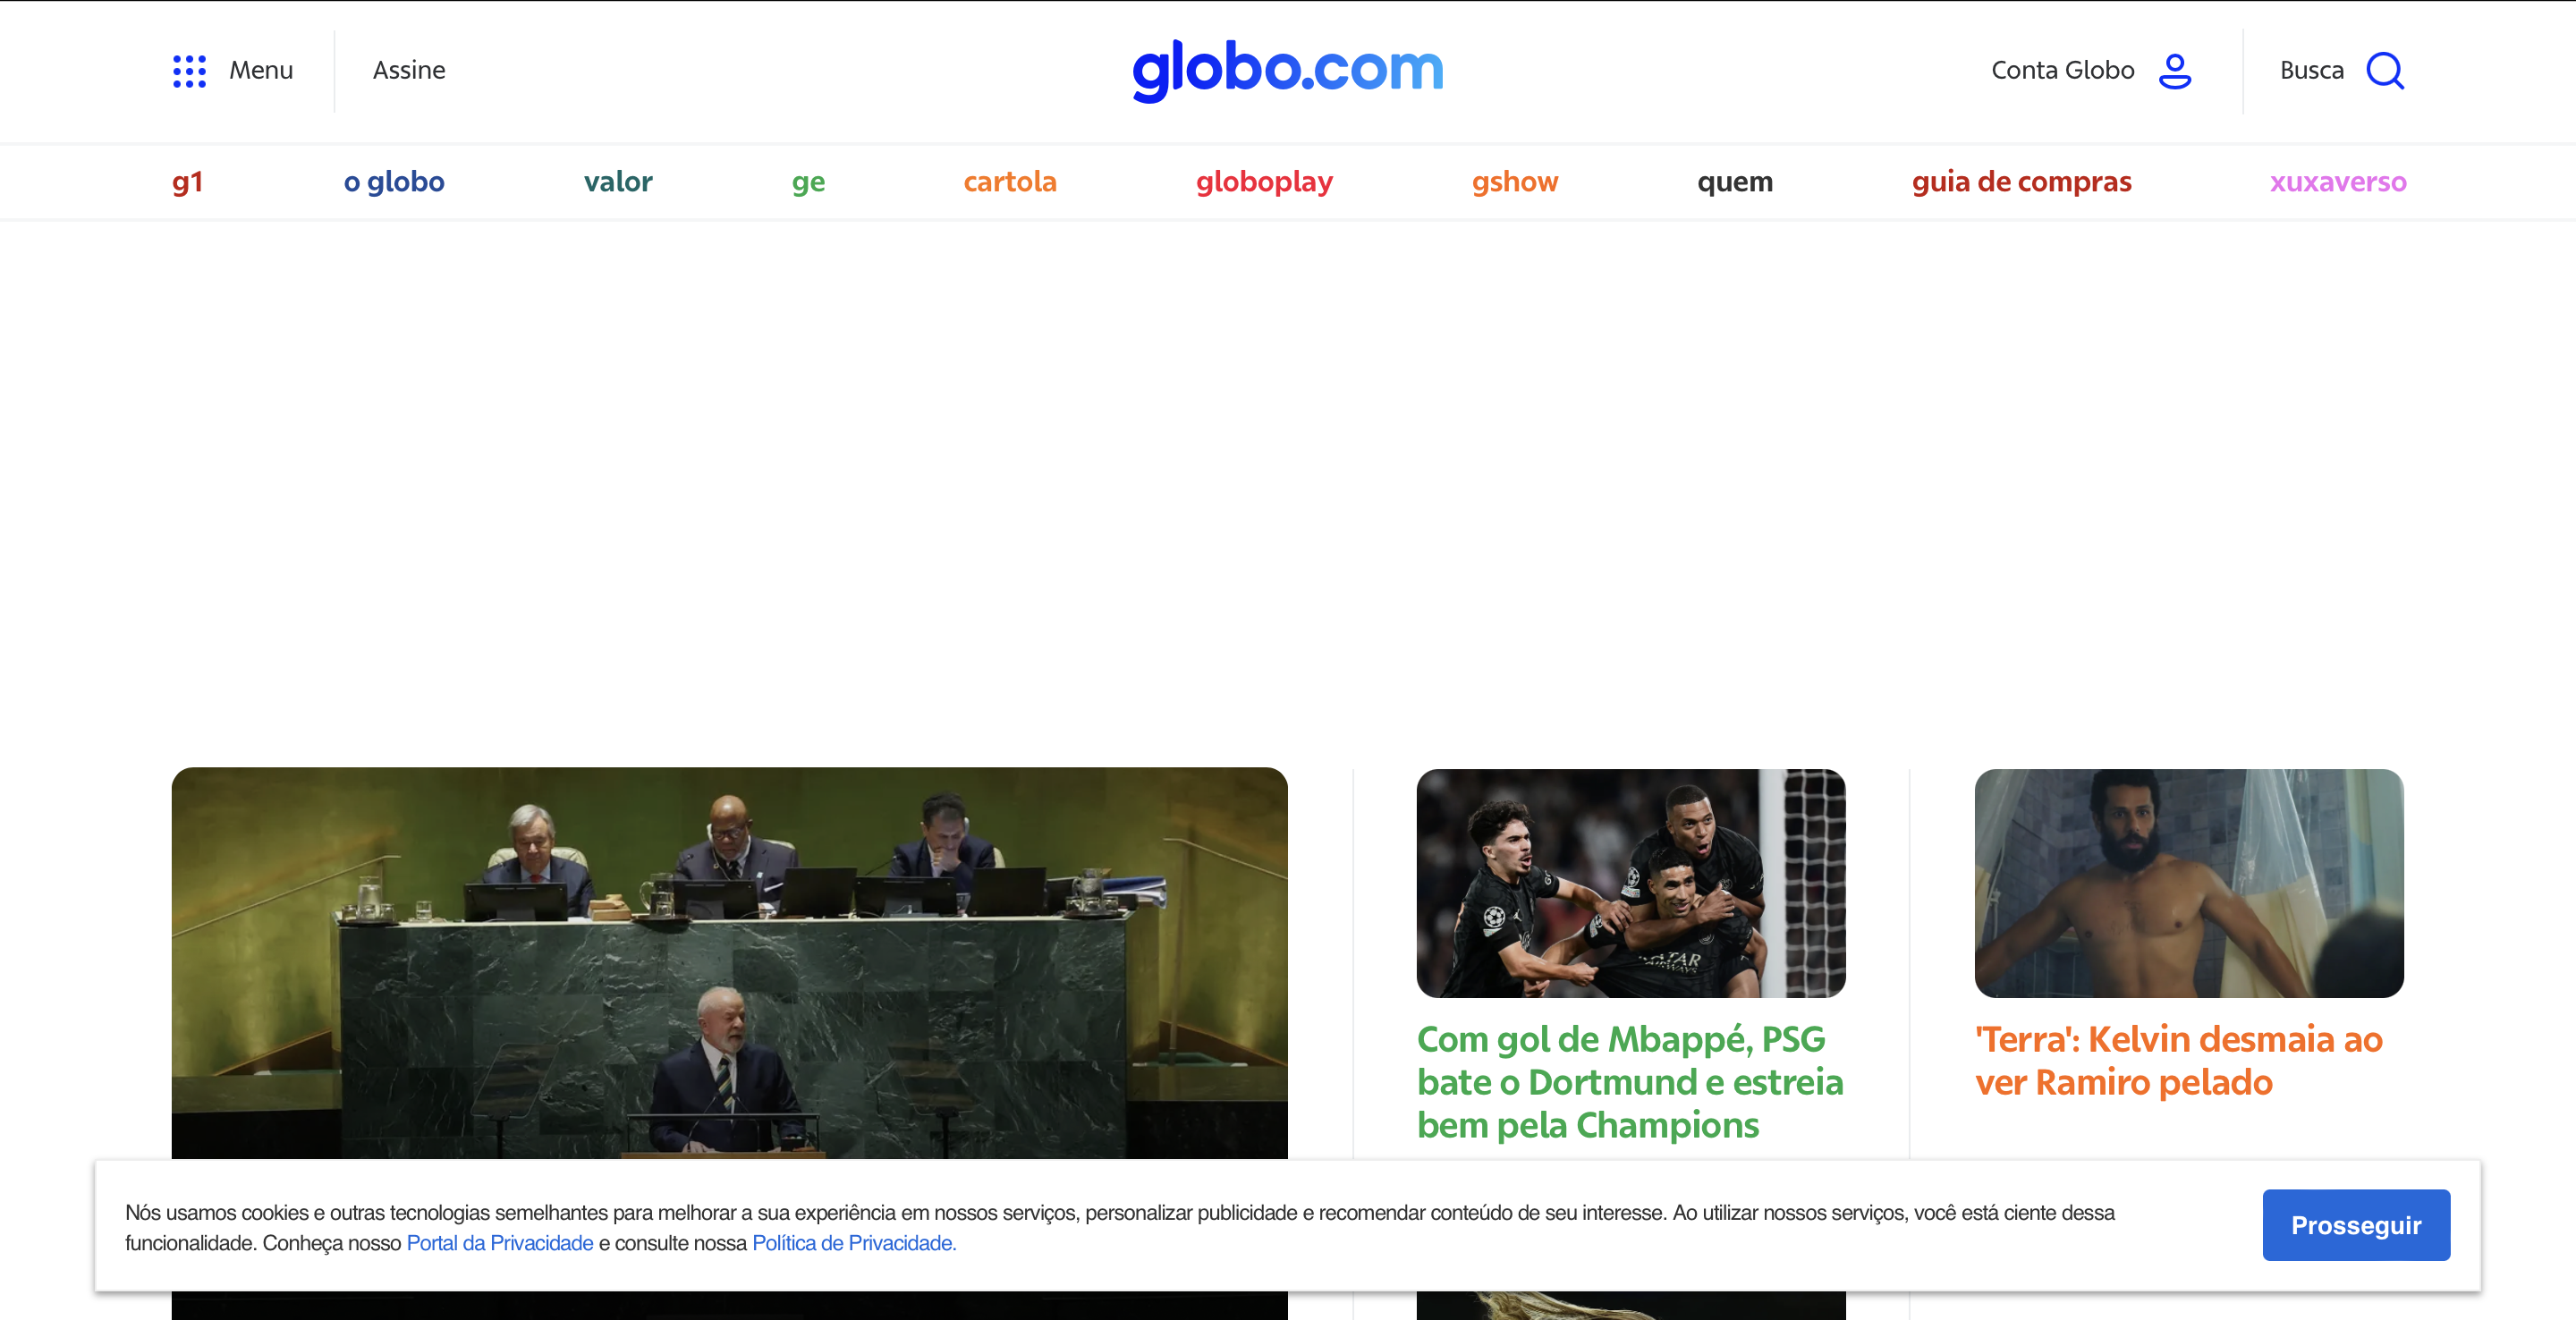 Menu
Assine
globo.com
Conta Globo
Busca
g1
o globo
valor
ge
cartola
globoplay
gshow
quem
guia de compras
xuxaverso
QATAR
AIRWAYS
Com gol de Mbappé, PSG
bate o Dortmund e estreia
bem pela Champions
'Terra': Kelvin desmaia ao
ver Ramiro pelado
Nós usamos cookies e outras tecnologias semelhantes para melhorar a sua experiência em nossos serviços, personalizar publicidade e recomendar conteúdo de seu interesse. Ao utilizar nossos serviços, você está ciente dessa
funcionalidade. Conheça nosso Portal da Privacidade e consulte nossa Política de Privacidade.
Prosseguir